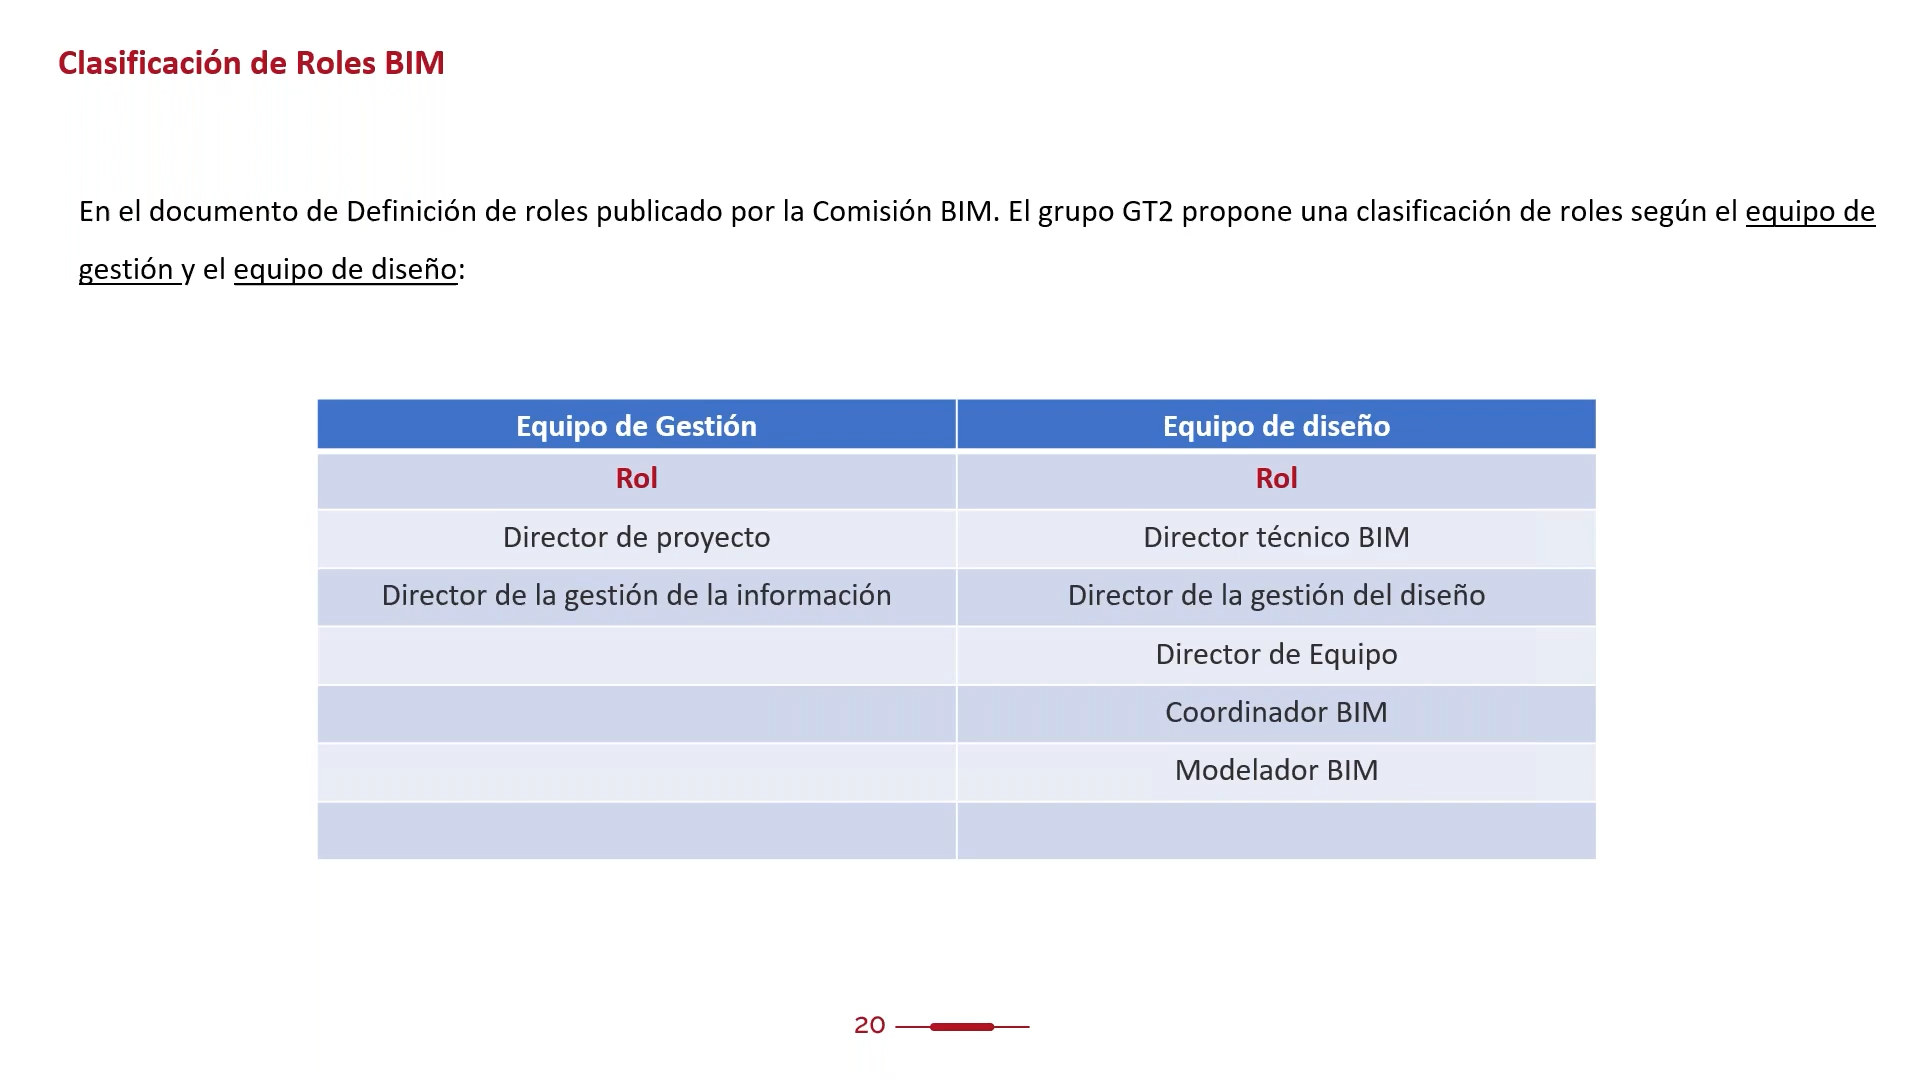 Clasificación de Roles BIM
En el documento de Definición de roles publicado por la Comisión BIM. El grupo GT2 propone una clasificación de roles según el equipo de
gestión y el equipo de diseño:
Equipo de Gestión Equipo de diseño
Rol Rol
Director de proyecto Director técnico BIM
Director de la gestión de la información Director de la gestión del diseño
Director de Equipo
Coordinador BIM
Modelador BIM
20